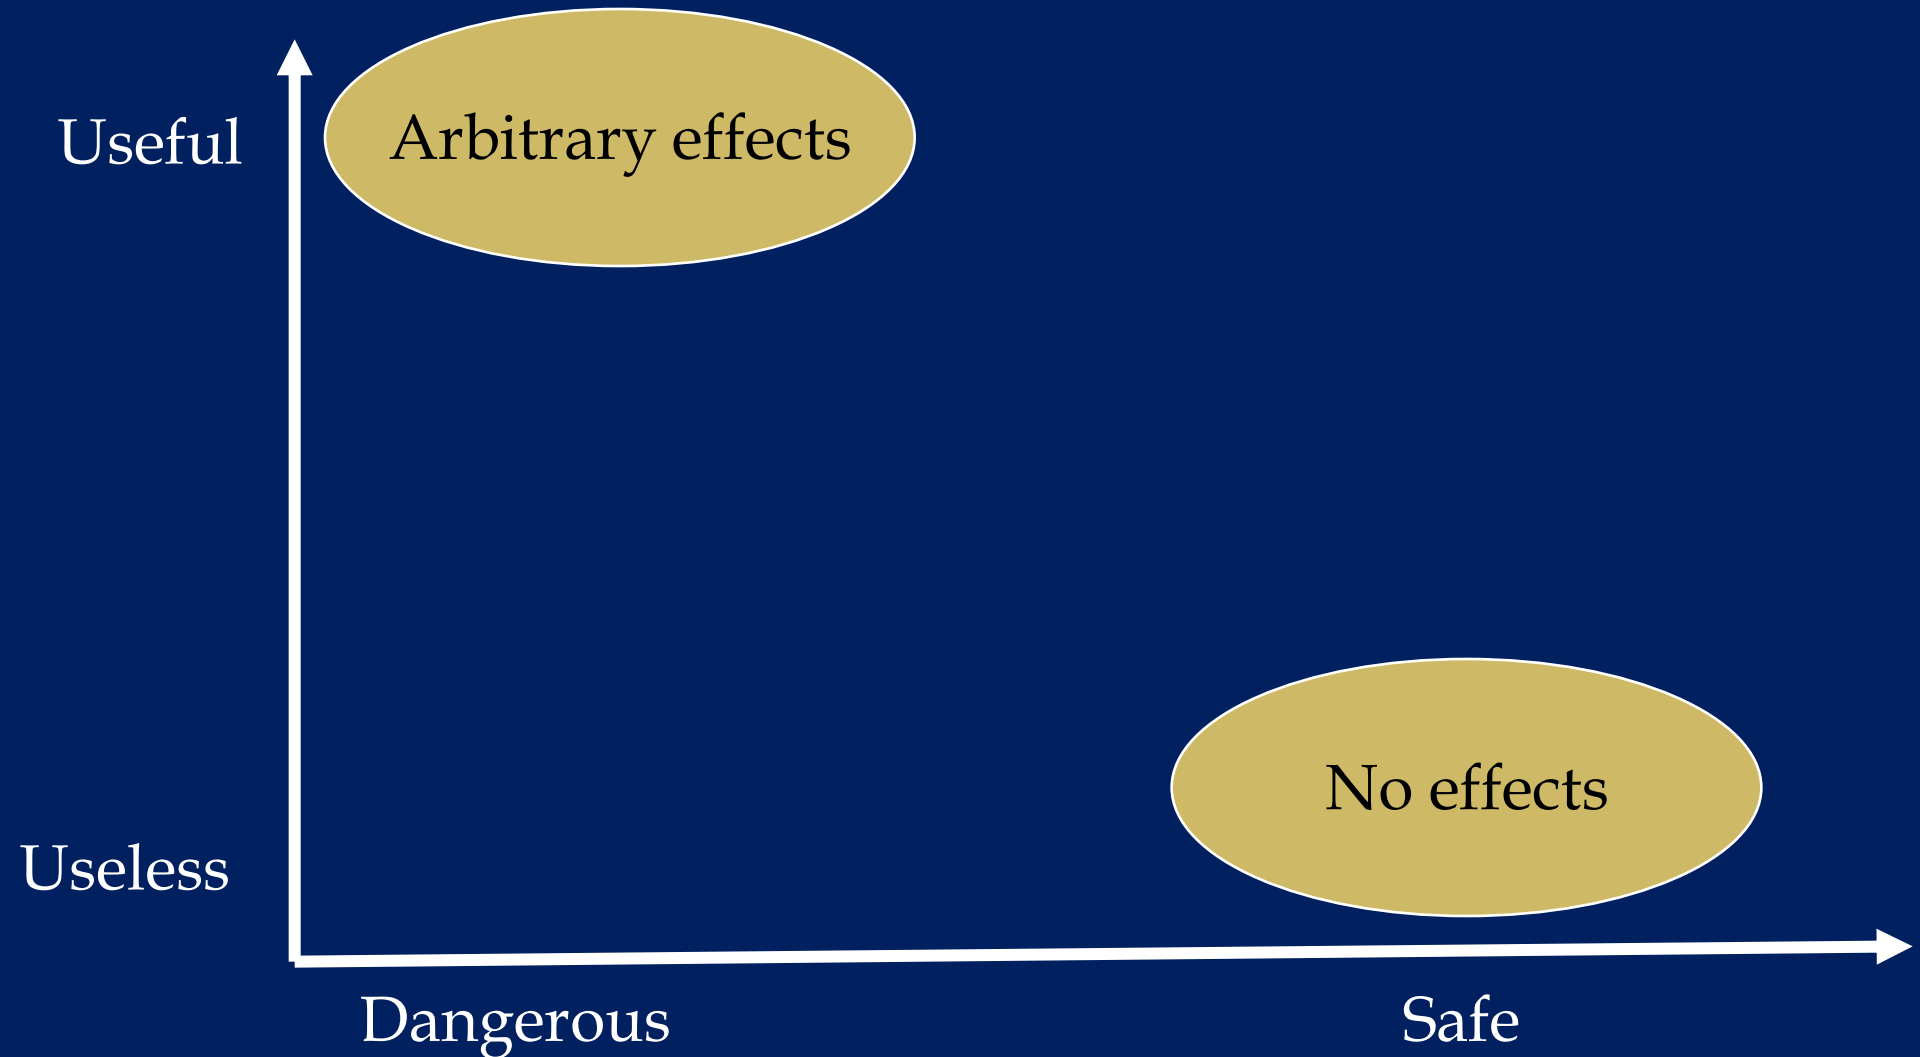 Useful
Arbitrary effects
No effects
Useless
Dangerous
Safe